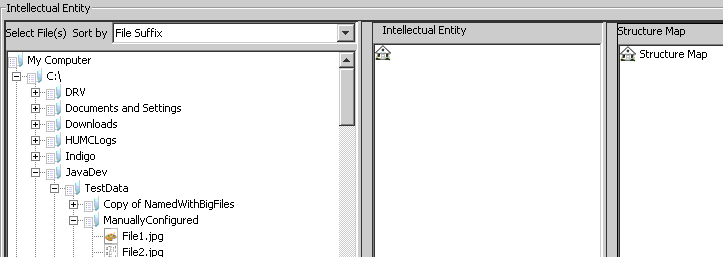 Intellectual Entity
Select File(s) Sort by File Suffix
My Computer
C:\
DRV
Documents and Settings
Downloads
HUMCLogs
Indigo
JavaDev
TestData
Copy of NamedWithBigFiles
ManuallyConfigured
File1.jpg
File2.jpg
Intellectual Entity
Structure Map
Structure Map